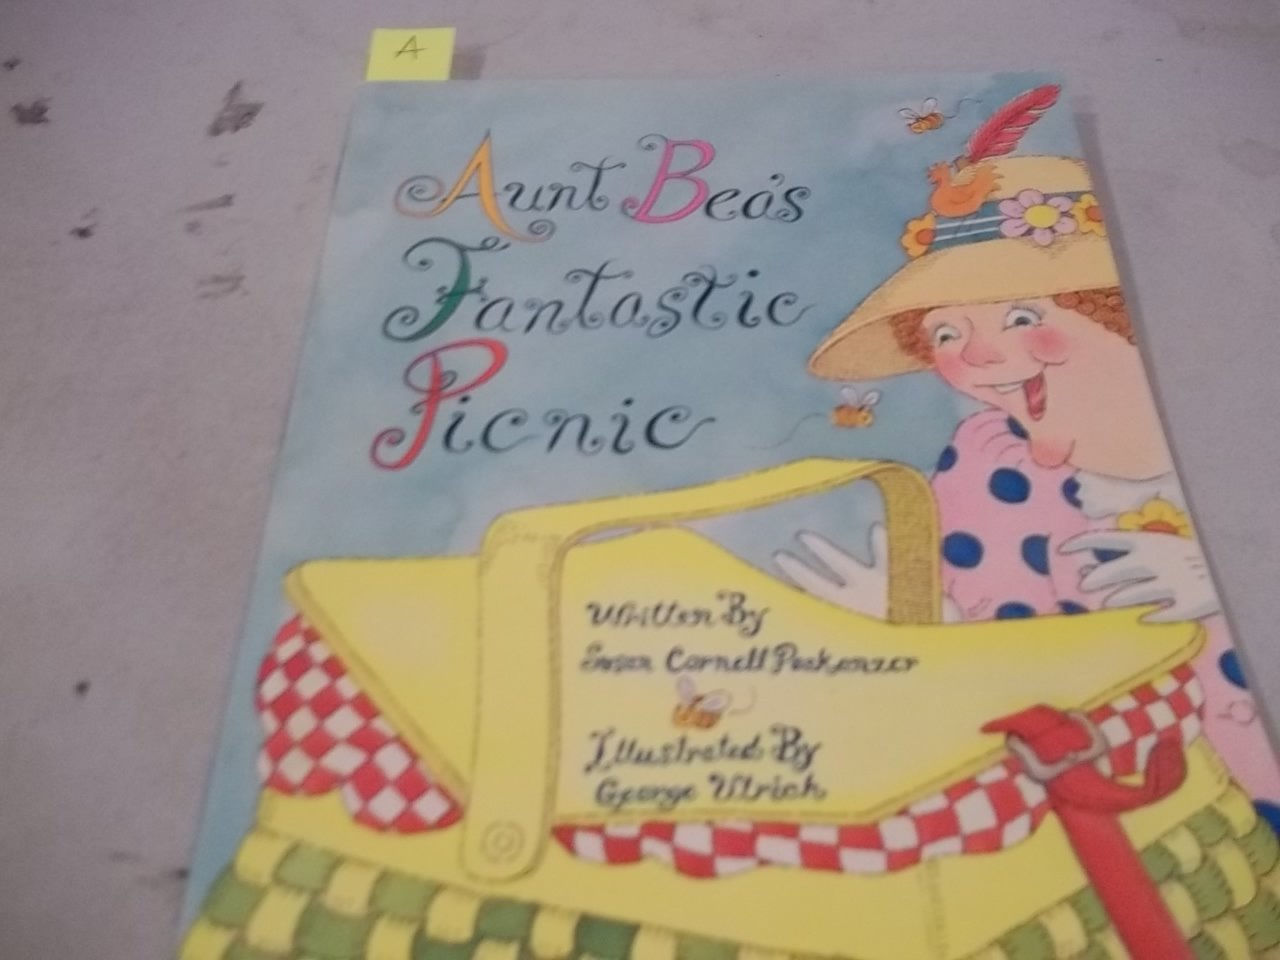 A
Aunt Bea's
Fantastic
Picnic
Written By
Susan Cornell Poskanzer
Illustrated By
George Ulrich